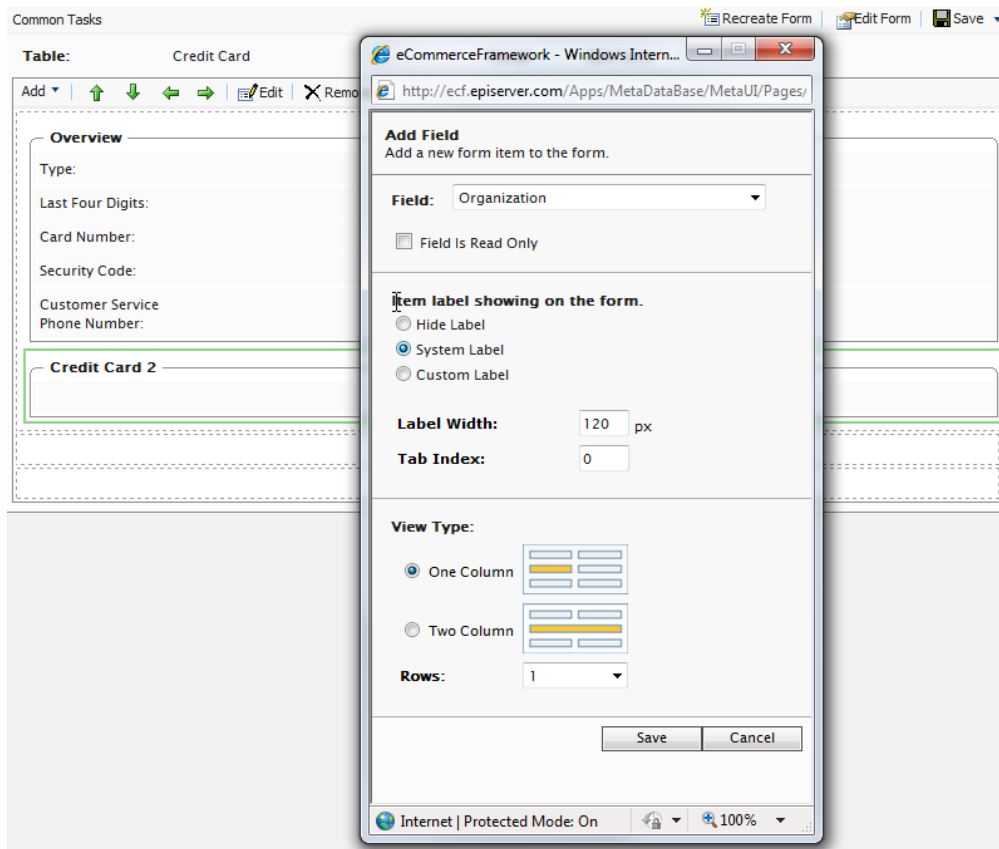 Common Tasks
Recreate Form
Edit Form
Save
Table:
Credit Card
Add
Edit
Remo
Overview
Type:
Last Four Digits:
Card Number:
Security Code:
Customer Service
Phone Number:
Credit Card 2
eCommerceFramework - Windows Intern...
http://ecf.episerver.com/Apps/MetaDataBase/MetaUI/Pages/
Add Field
Add a new form item to the form.
Field:
Organization
Field Is Read Only
Item label showing on the form.
Hide Label
System Label
Custom Label
Label Width:
120
px
Tab Index:
0
View Type:
One Column
Two Column
Rows:
1
Save
Cancel
Internet | Protected Mode: On
100%